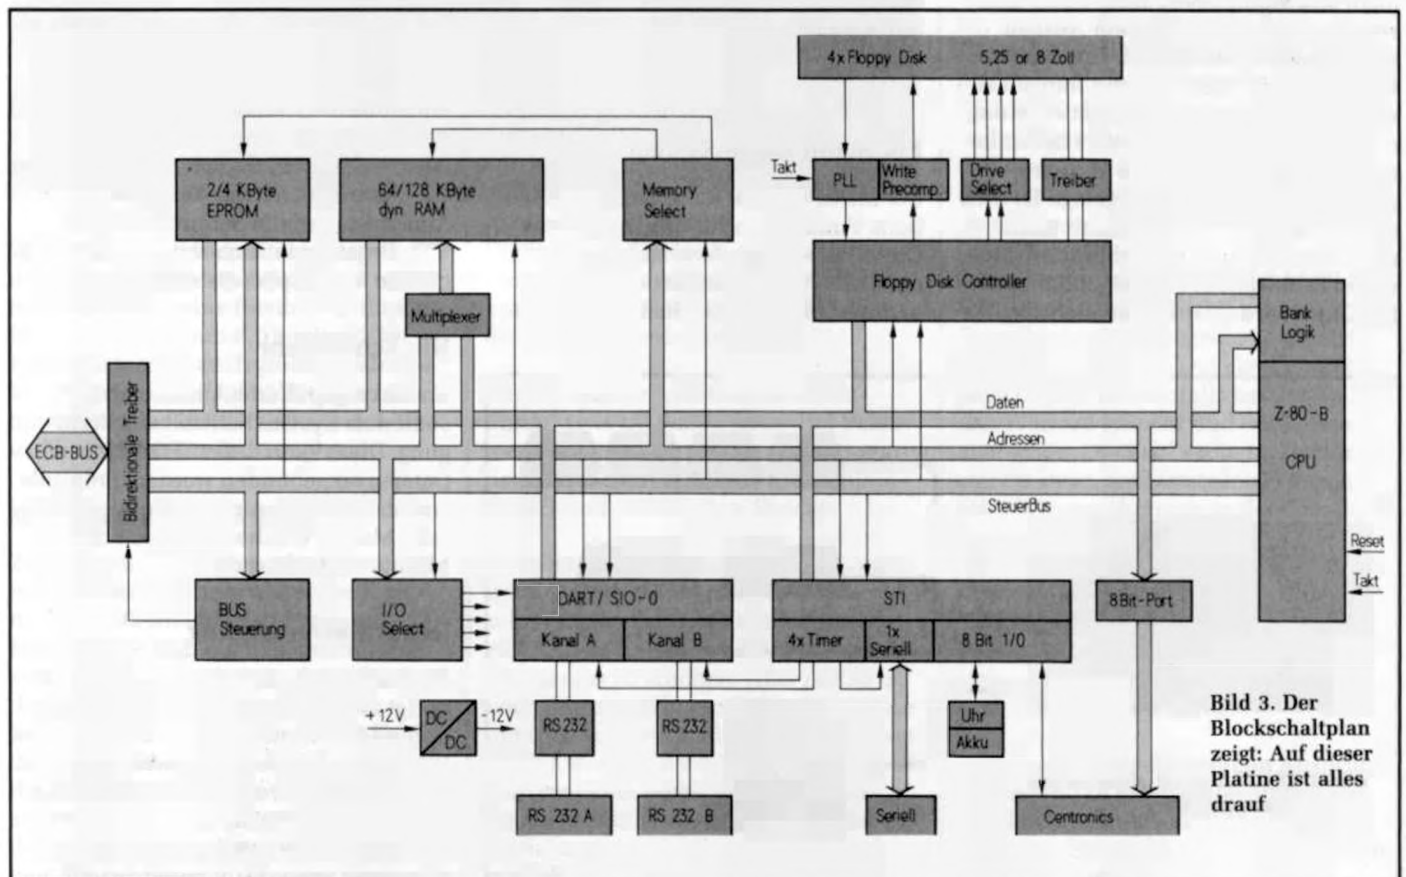 4x Floppy Disk 5,25 or 8 Zoll
2/4 KByte
EPROM
64/128 KByte
dyn RAM
Memory
Select
Takt
PLL
Write
Precomp.
Drive
Select
Treiber
Floppy Disk Controller
Multiplexer
Bank
Logik
Z-80-B
CPU
Bidirektionale Treiber
ECB-BUS
Daten
Adressen
SteuerBus
Reset
Takt
BUS
Steuerung
I/O
Select
DART/ SIO-0
Kanal A
Kanal B
STI
4x Timer
1x
Seriell
8 Bit I/O
8Bit-Port
+12V
DC
DC
-12V
RS 232
RS 232
Uhr
Akku
RS 232 A
RS 232 B
Seriell
Centronics
Bild 3. Der
Blockschaltplan
zeigt: Auf dieser
Platine ist alles
drauf